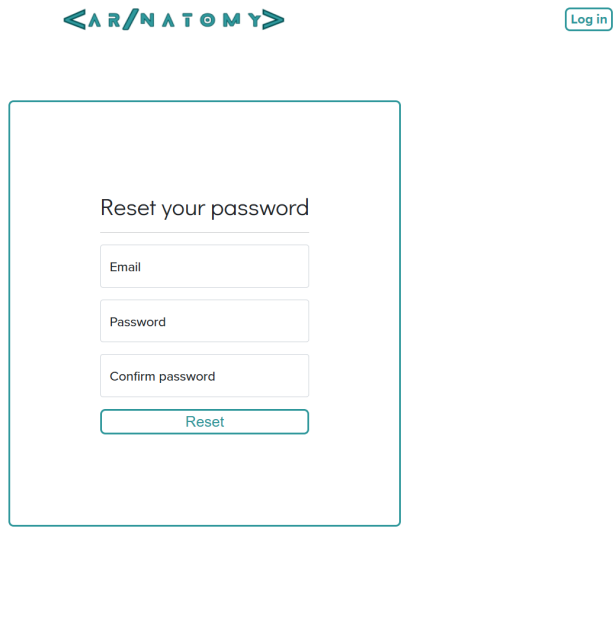 <AR/NATOMY>
Log in
Reset your password
Email
Password
Confirm password
Reset